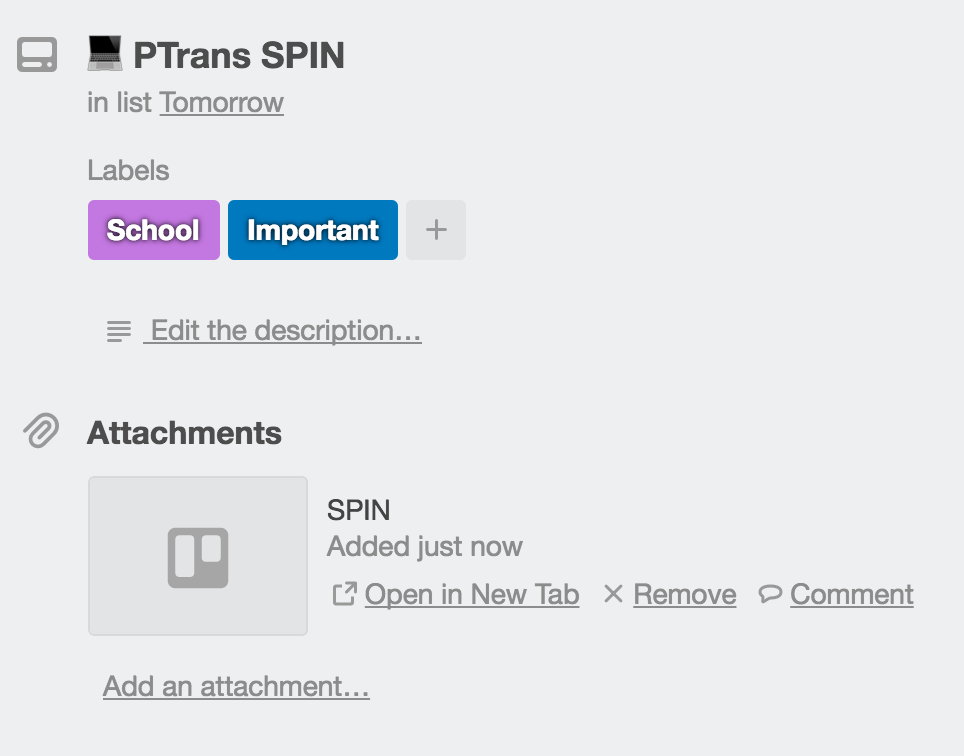 💻 PTrans SPIN
in list Tomorrow
Labels
School Important +
Edit the description…
Attachments
SPIN
Added just now
Open in New Tab Remove Comment
Add an attachment…